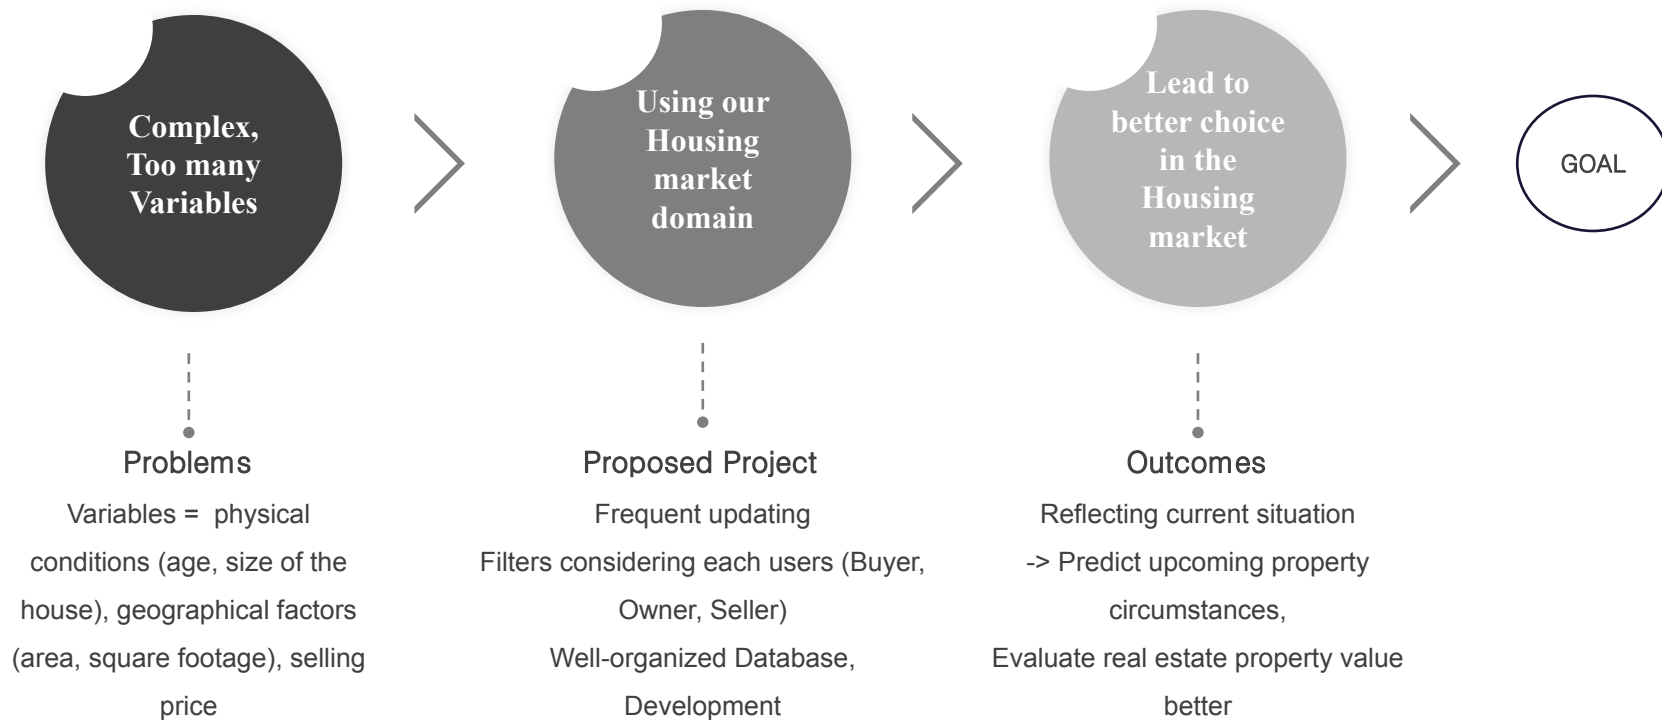 Complex,
Too many
Variables
Using our
Housing
market
domain
Lead to
better choice
in the
Housing
market
GOAL
Problems
Variables =  physical
conditions (age, size of the
house), geographical factors
(area, square footage), selling
price
Proposed Project
Frequent updating
Filters considering each users (Buyer,
Owner, Seller)
Well-organized Database,
Development
Outcomes
Reflecting current situation
-> Predict upcoming property
circumstances,
Evaluate real estate property value
better